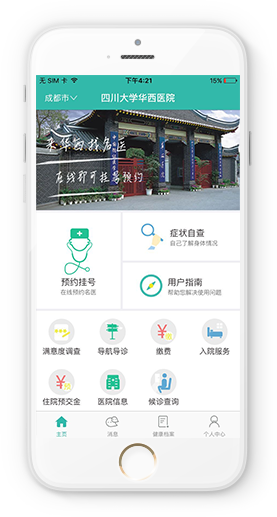 无 SIM 卡
下午4:21
15%
成都市
四川大学华西医院
来华西找名医
在线即可挂号预约
预约挂号
在线预约名医
症状自查
自己了解身体情况
用户指南
帮助您解决使用问题
满意度调查
导航导诊
缴费
入院服务
住院预交金
医院信息
候诊查询
主页
消息
健康档案
个人中心